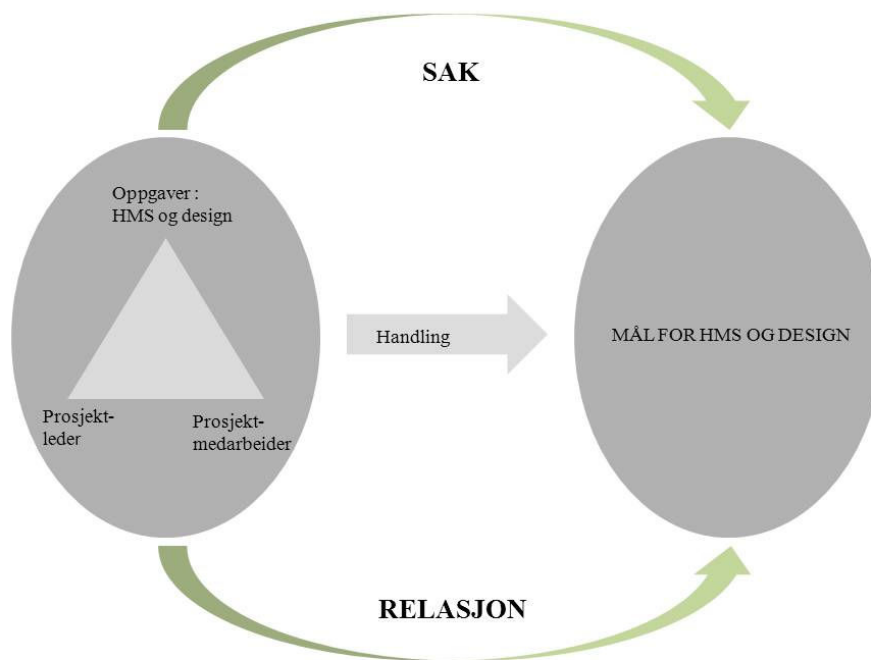 SAK
Oppgaver :
HMS og design
Handling
MÅL FOR HMS OG DESIGN
Prosjekt-
leder
Prosjekt-
medarbeider
RELASJON